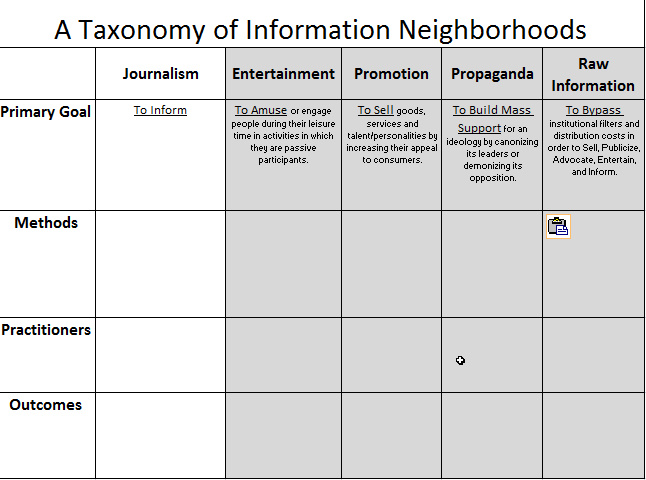 A Taxonomy of Information Neighborhoods
Journalism
Entertainment
Promotion
Propaganda
Raw
Information
Primary Goal
To Inform
To Amuse or engage
people during their leisure
time in activities in which
they are passive
participants.
To Sell goods,
services and
talent/personalities by
increasing their appeal
to consumers.
To Build Mass
Support for an
ideology by canonizing
its leaders or
demonizing its
opposition.
To Bypass
institutional filters and
distribution costs in
order to Sell, Publicize,
Advocate, Entertain,
and Inform.
Methods
Practitioners
Outcomes